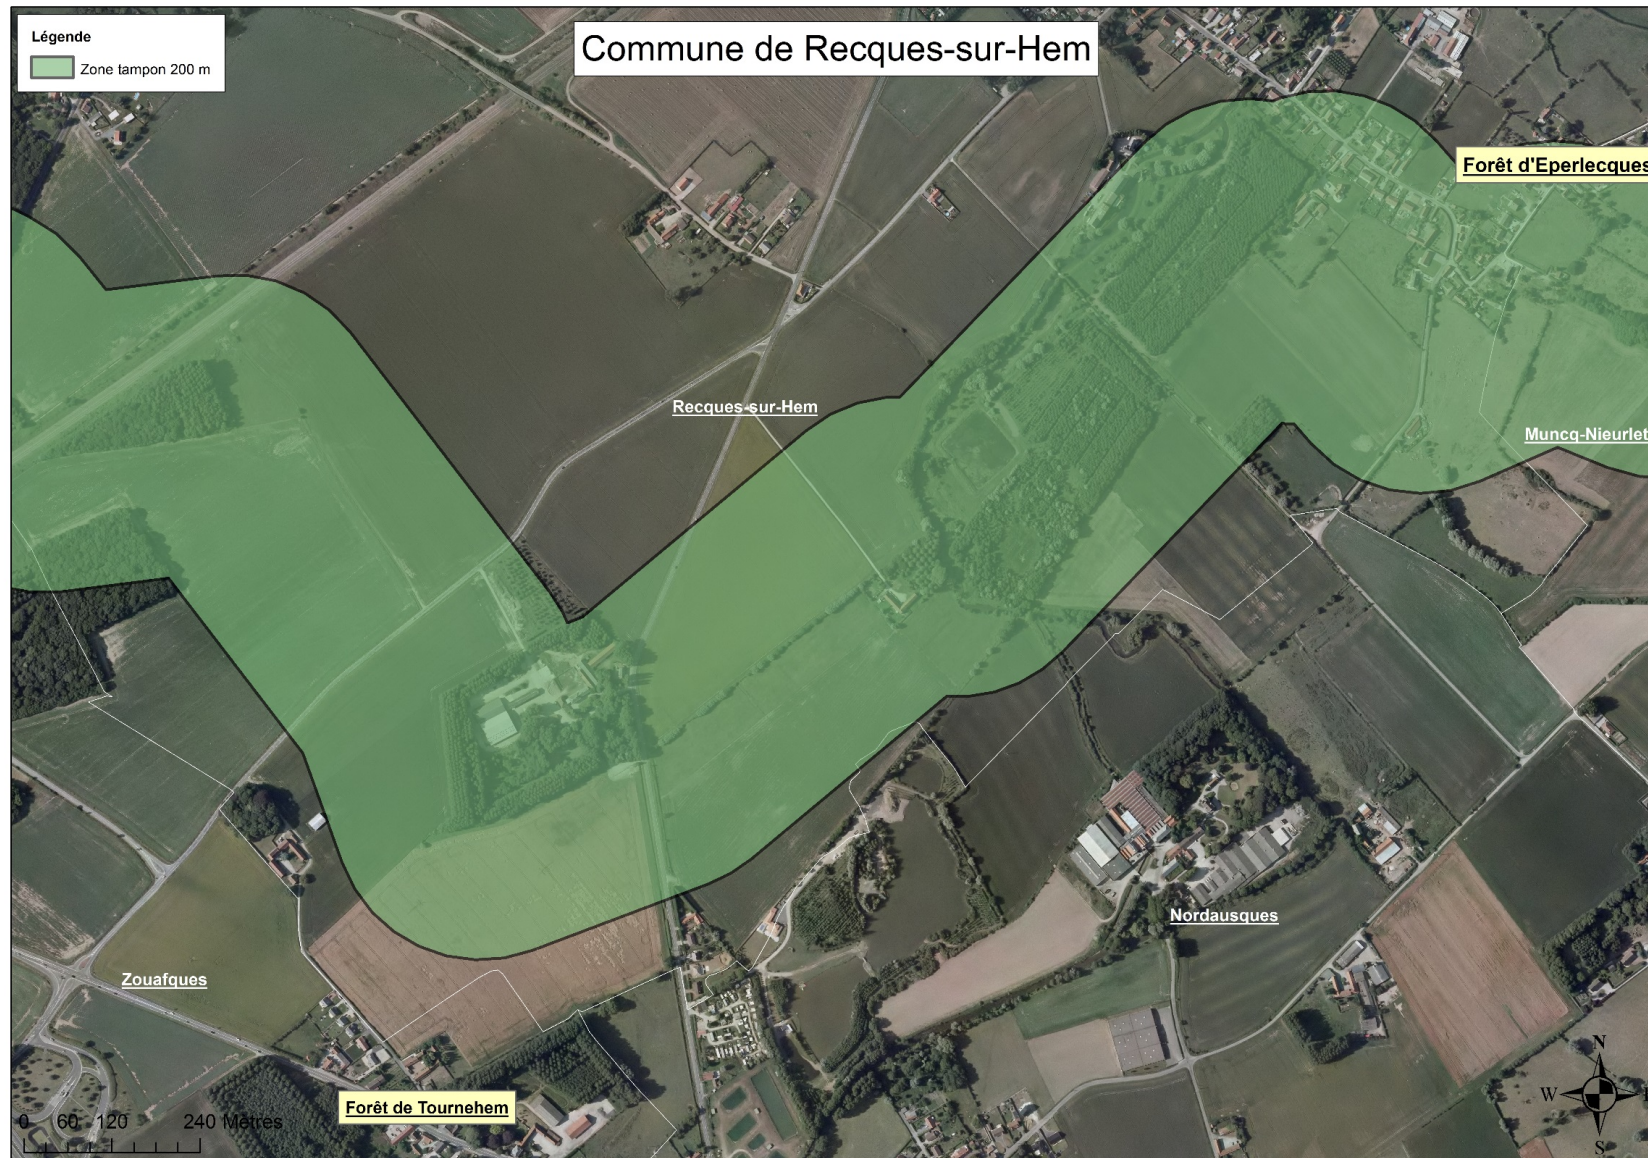 Légende
Zone tampon 200 m
Commune de Recques-sur-Hem
Forêt d'Eperlecques
Recques-sur-Hem
Muncq-Nieurlet
Nordausques
Zouafques
Forêt de Tournehem
0 60 120 240 Mètres
N
W
S